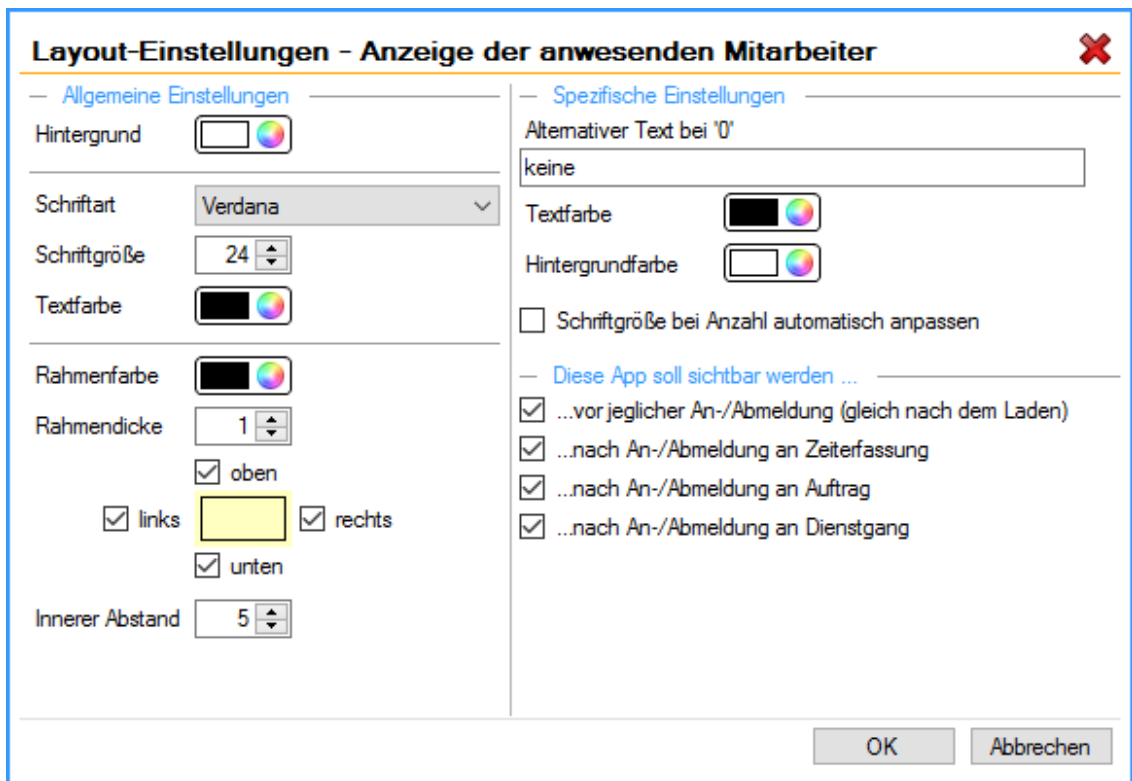 Layout-Einstellungen - Anzeige der anwesenden Mitarbeiter
Allgemeine Einstellungen
Hintergrund
Schriftart Verdana
Schriftgröße 24
Textfarbe
Rahmenfarbe
Rahmendicke 1
oben
links rechts
unten
Innerer Abstand 5
Spezifische Einstellungen
Alternativer Text bei '0'
keine
Textfarbe
Hintergrundfarbe
Schriftgröße bei Anzahl automatisch anpassen
Diese App soll sichtbar werden ...
...vor jeglicher An-/Abmeldung (gleich nach dem Laden)
...nach An-/Abmeldung an Zeiterfassung
...nach An-/Abmeldung an Auftrag
...nach An-/Abmeldung an Dienstgang
OK Abbrechen